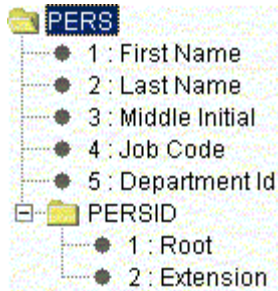 PERS
1 : First Name
2 : Last Name
3 : Middle Initial
4 : Job Code
5 : Department Id
PERSID
1 : Root
2 : Extension